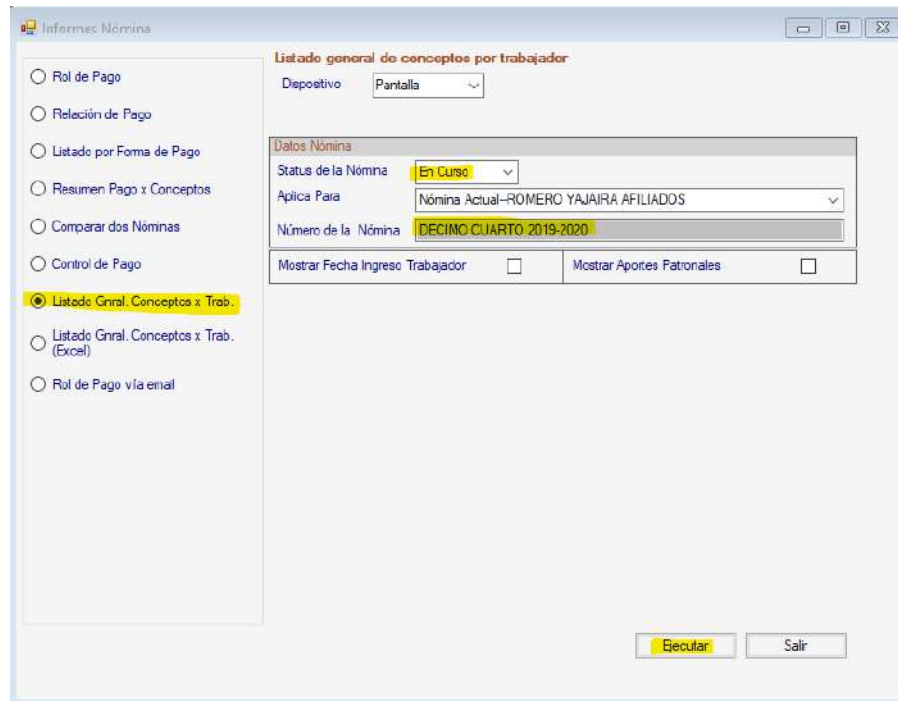 Informes Nómina
Rol de Pago
Relación de Pago
Listado por Forma de Pago
Resumen Pago x Conceptos
Comparar dos Nóminas
Control de Pago
Listado Gnral. Conceptos x Trab.
Listado Gnral. Conceptos x Trab.
(Excel)
Rol de Pago vía email
Listado general de conceptos por trabajador
Dispositivo Pantalla
Datos Nómina
Status de la Nómina En Curso
Aplica Para Nómina Actual--ROMERO YAJAIRA AFILIADOS
Número de la Nómina DECIMO CUARTO 2019-2020
Mostrar Fecha Ingreso Trabajador Mostrar Aportes Patronales
Ejecutar Salir